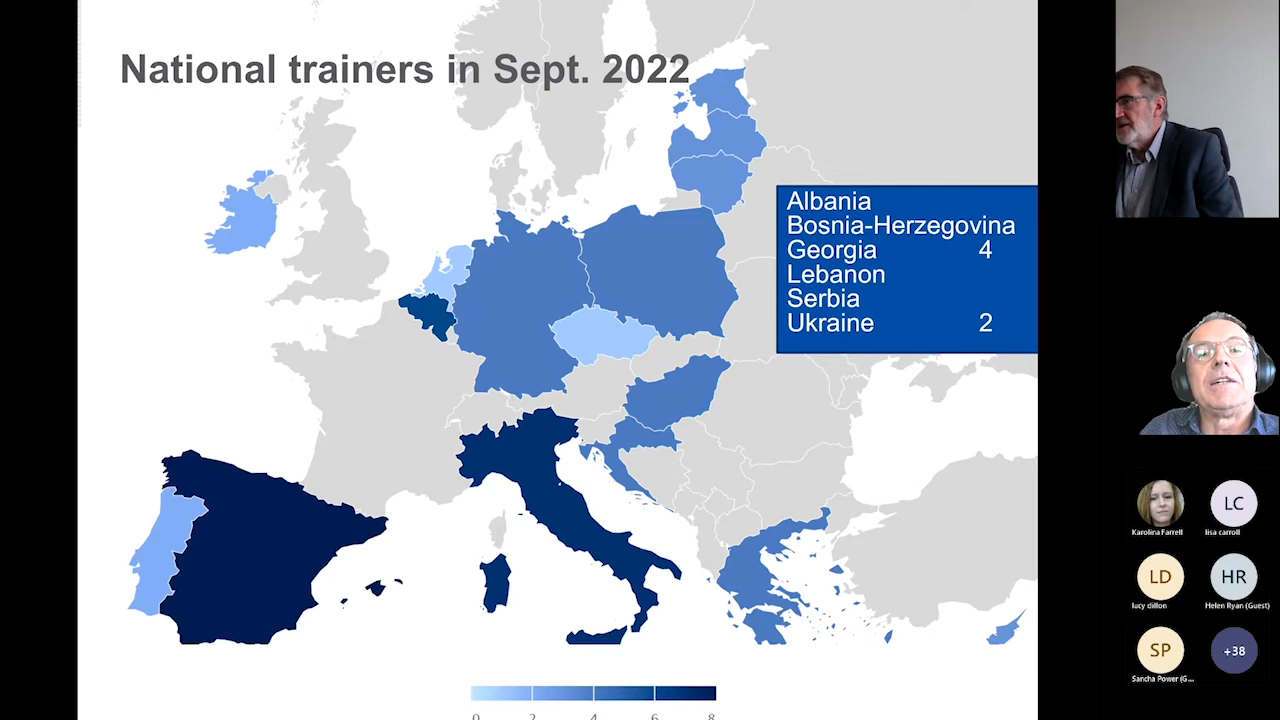 National trainers in Sept. 2022
Albania
Bosnia-Herzegovina
Georgia 4
Lebanon
Serbia
Ukraine 2
0 2 4 6 8
LC
Karolina Farrell lisa carroll
LD HR
lucy dillon Helen Ryan (Guest)
SP +38
Sancha Power (G...